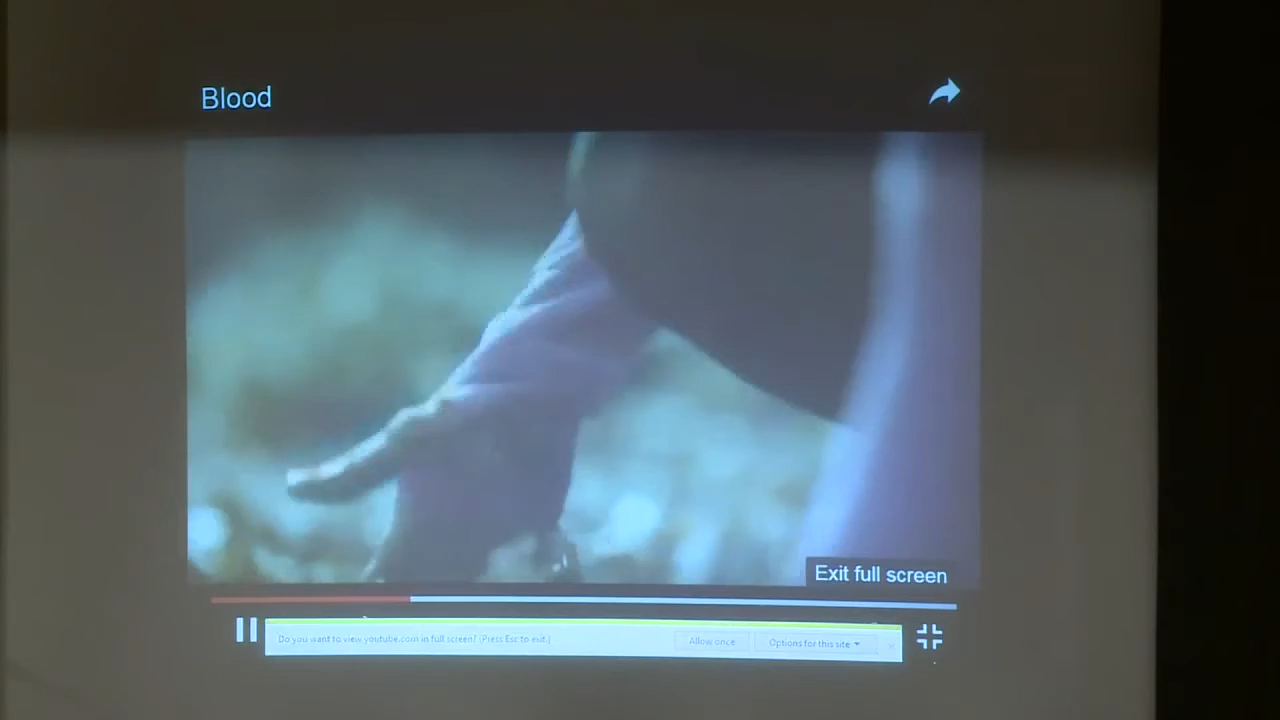 Blood
Exit full screen
Do you want to view youtube.com in full screen? (Press Esc to exit.)
Allow once
Options for this site